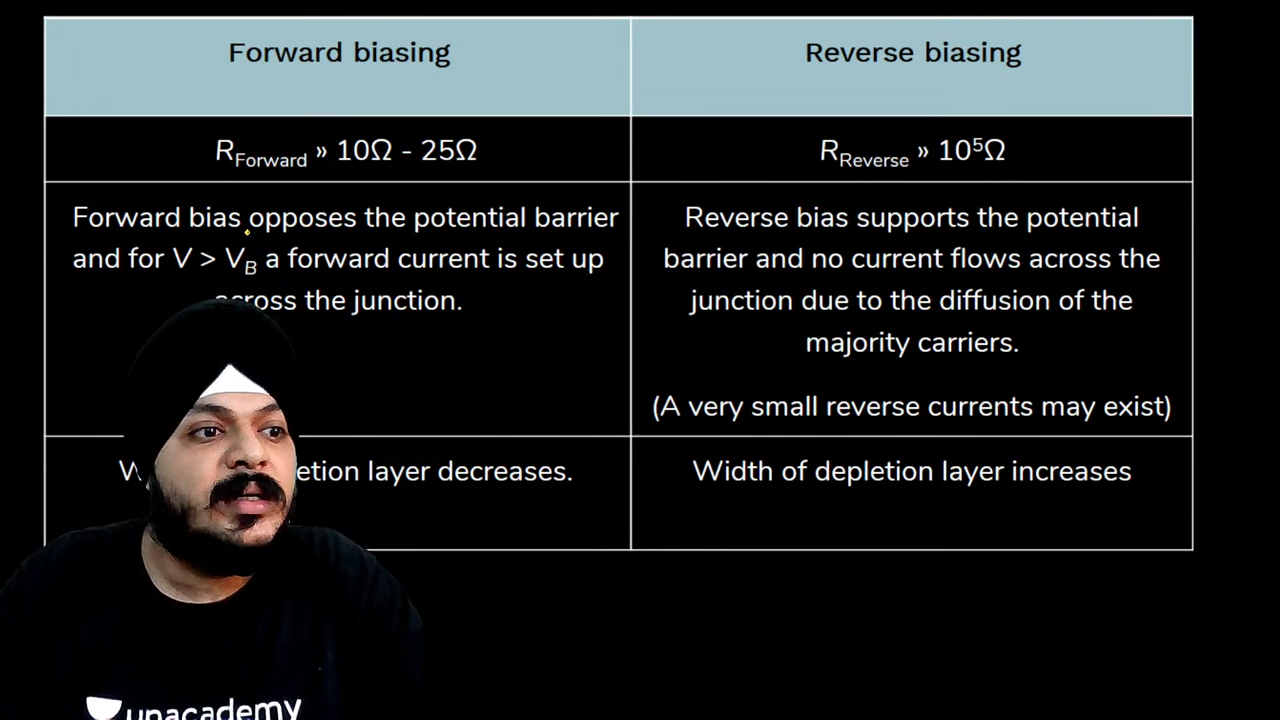 Forward biasing
Reverse biasing
R_Forward » 10Ω - 25Ω
R_Reverse » 10⁵Ω
Forward bias opposes the potential barrier
and for V > V_B a forward current is set up
across the junction.
Reverse bias supports the potential
barrier and no current flows across the
junction due to the diffusion of the
majority carriers.
(A very small reverse currents may exist)
layer decreases.
Width of depletion layer increases
unacademy